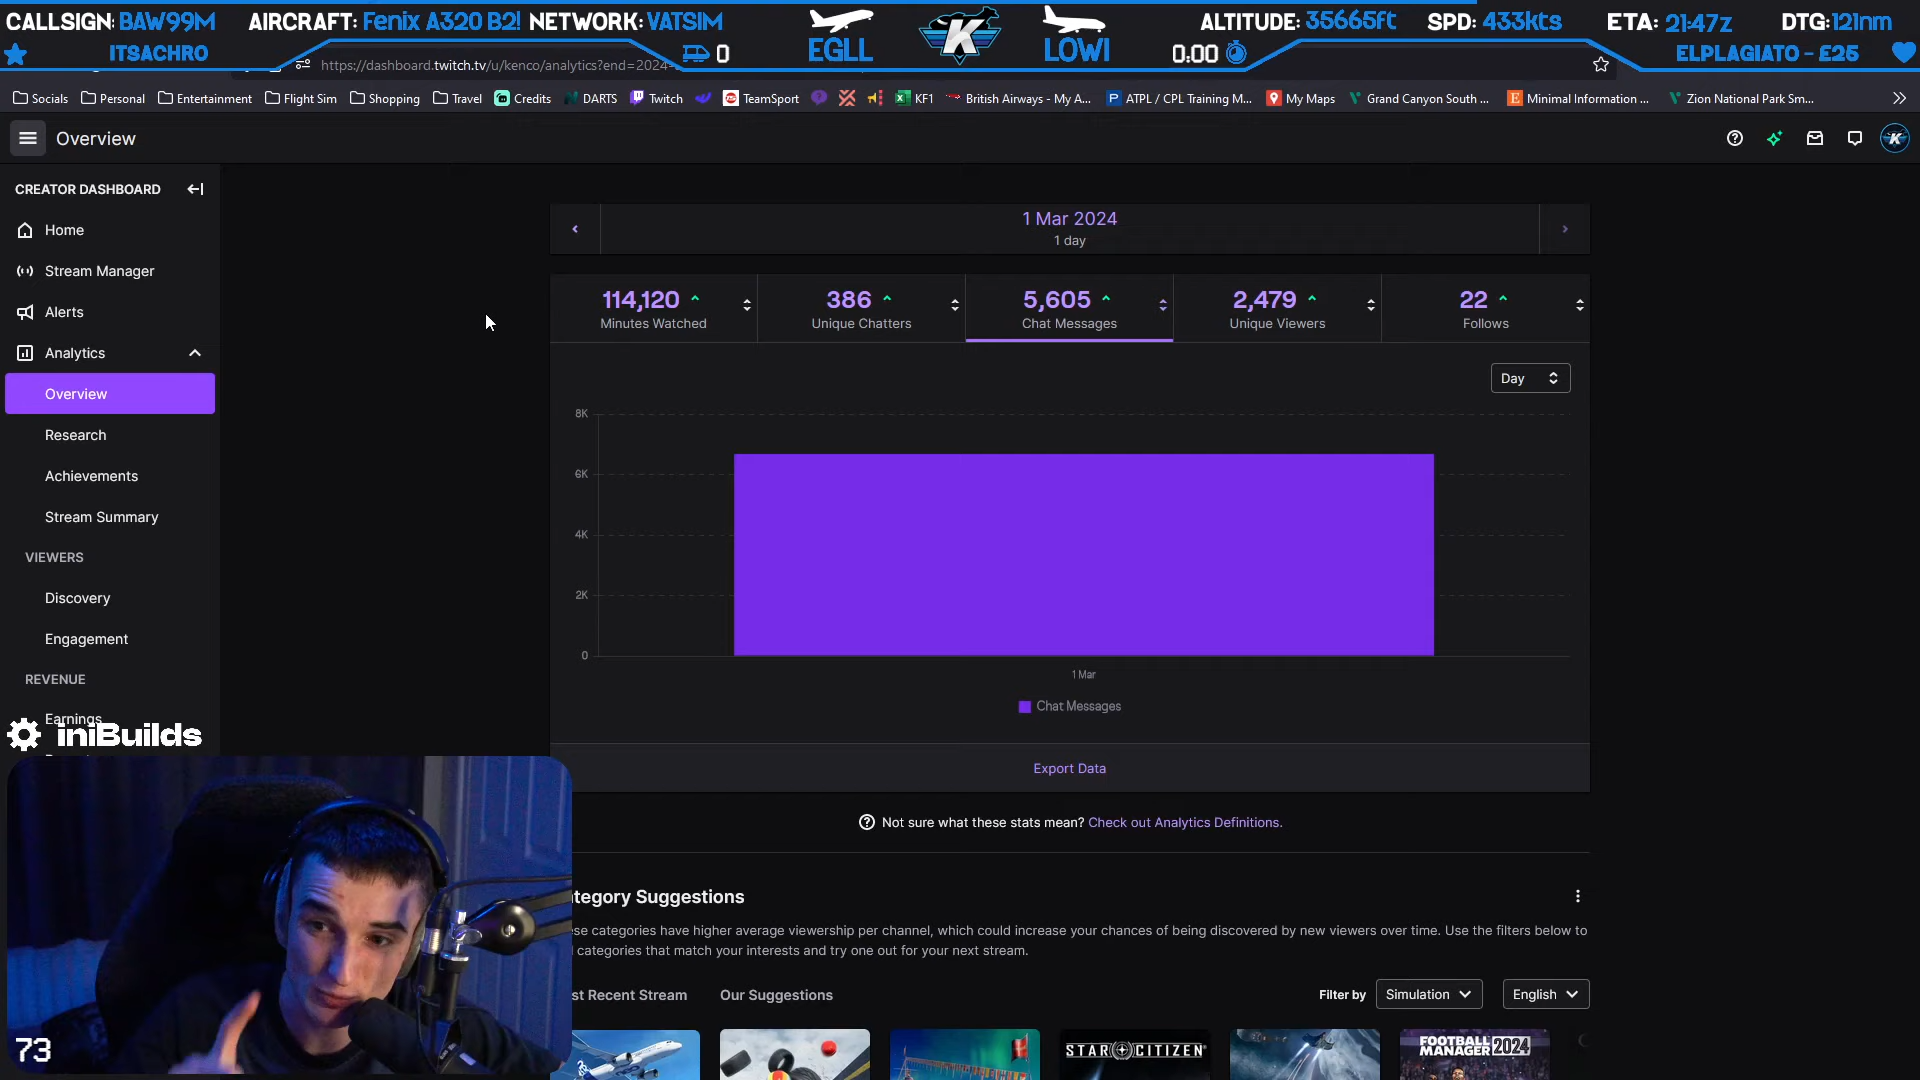 CALLSIGN: BAW99M AIRCRAFT: Fenix A320 B2! NETWORK: VATSIM
ALTITUDE: 35665ft SPD: 433kts ETA: 21:47z DTG: 121nm
ITSACHRO 0 EGLL K LOWI 0:00 ELPLAGIATO - £25
https://dashboard.twitch.tv/u/kenco/analytics?end=2024-
Socials Personal Entertainment Flight Sim Shopping Travel Credits DARTS Twitch TeamSport KF1 British Airways - My A... ATPL / CPL Training M... My Maps Grand Canyon South ... Minimal Information ... Zion National Park Sm...
Overview
CREATOR DASHBOARD
Home
Stream Manager
Alerts
Analytics
Overview
Research
Achievements
Stream Summary
VIEWERS
Discovery
Engagement
REVENUE
Earnings
iniBuilds
73
1 Mar 2024
1 day
114,120 386 5,605 2,479 22
Minutes Watched Unique Chatters Chat Messages Unique Viewers Follows
Day
8K
6K
4K
2K
0
1 Mar
Chat Messages
Export Data
Not sure what these stats mean? Check out Analytics Definitions.
tegory Suggestions
se categories have higher average viewership per channel, which could increase your chances of being discovered by new viewers over time. Use the filters below to
categories that match your interests and try one out for your next stream.
st Recent Stream Our Suggestions Filter by Simulation English
STAR CITIZEN
FOOTBALL
MANAGER 2024